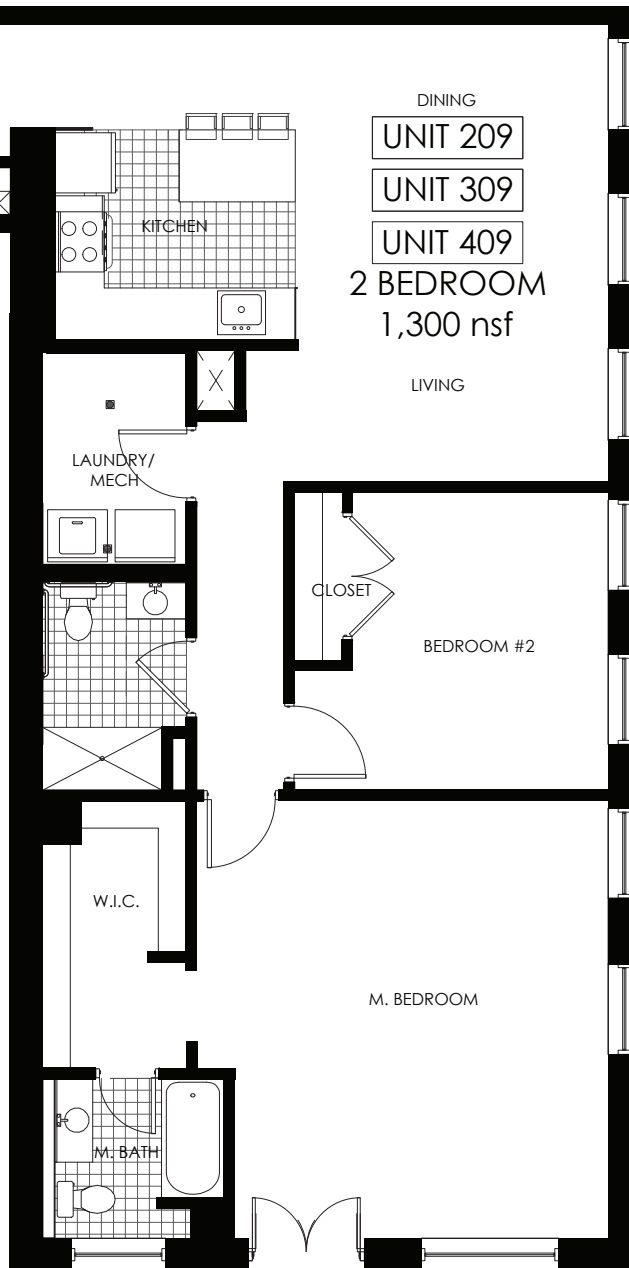 DINING
UNIT 209
UNIT 309
UNIT 409
2 BEDROOM
1,300 nsf
KITCHEN
LIVING
LAUNDRY/
MECH
CLOSET
BEDROOM #2
W.I.C.
M. BEDROOM
M. BATH